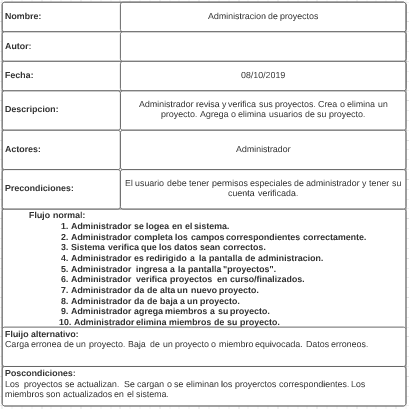 Nombre: Administracion de proyectos
Autor:
Fecha: 08/10/2019
Descripcion: Administrador revisa y verifica sus proyectos. Crea o elimina un
proyecto. Agrega o elimina usuarios de su proyecto.
Actores: Administrador
Precondiciones: El usuario debe tener permisos especiales de administrador y tener su
cuenta verificada.
Flujo normal:
1. Administrador se logea en el sistema.
2. Administrador completa los campos correspondientes correctamente.
3. Sistema verifica que los datos sean correctos.
4. Administrador es redirigido a la pantalla de administracion.
5. Administrador ingresa a la pantalla "proyectos".
6. Administrador verifica proyectos en curso/finalizados.
7. Administrador da de alta un nuevo proyecto.
8. Administrador da de baja a un proyecto.
9. Administrador agrega miembros a su proyecto.
10. Administrador elimina miembros de su proyecto.
Fluijo alternativo:
Carga erronea de un proyecto. Baja de un proyecto o miembro equivocada. Datos erroneos.
Poscondiciones:
Los proyectos se actualizan. Se cargan o se eliminan los proyerctos correspondientes. Los
miembros son actualizados en el sistema.